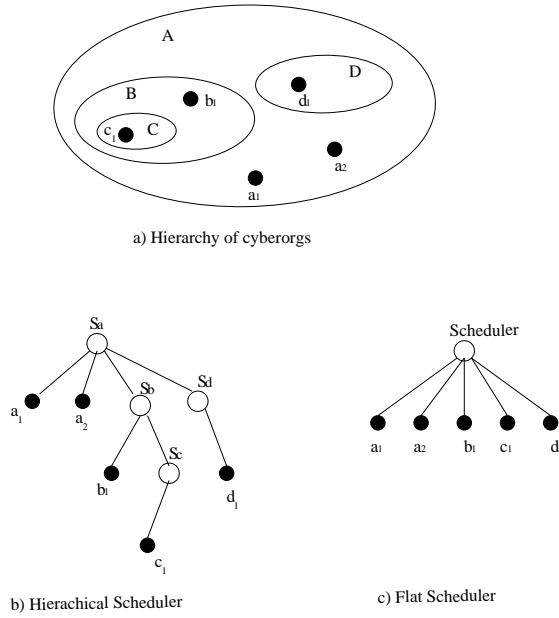 A
B
b1
D
d1
c1 C
a2
a1
a) Hierarchy of cyberorgs
Sa
Scheduler
Sb
Sd
a1
a2
Sc
b1
d1
c1
a1 a2 b1 c1 d
b) Hierachical Scheduler
c) Flat Scheduler